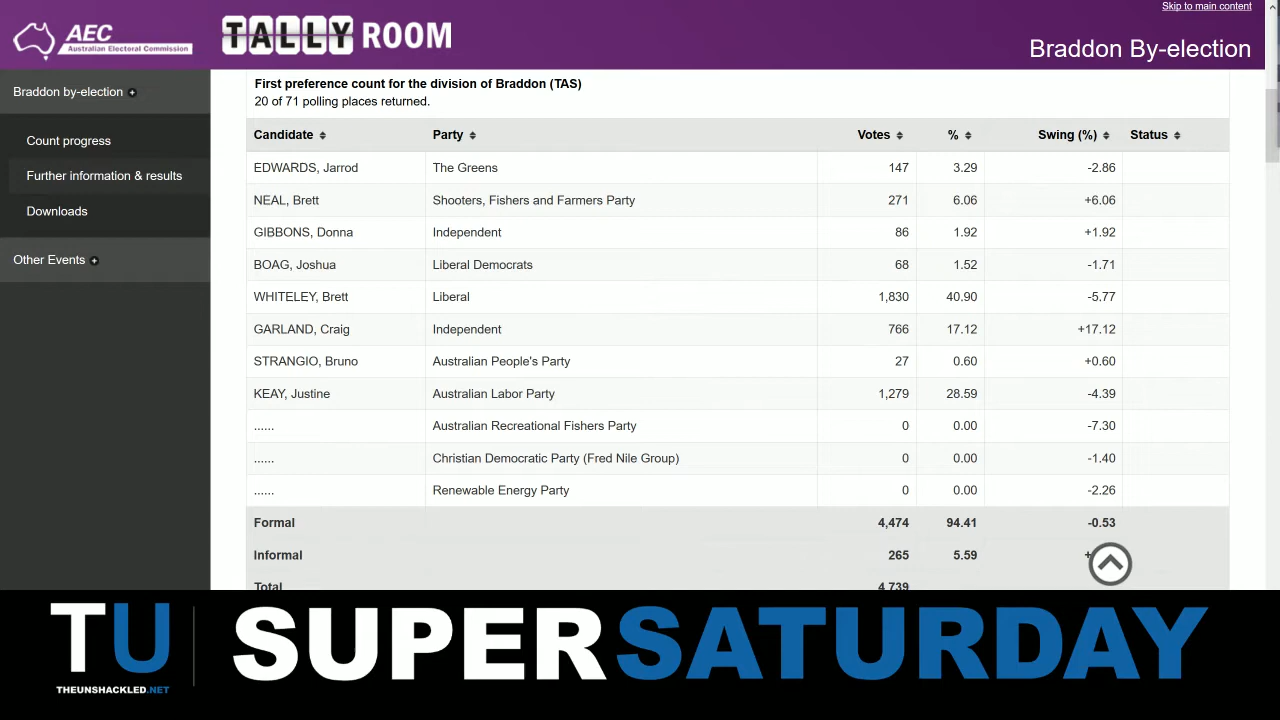 Skip to main content
AEC
Australian Electoral Commission
TALLY ROOM
Braddon By-election
Braddon by-election
Count progress
Further information & results
Downloads
Other Events
First preference count for the division of Braddon (TAS)
20 of 71 polling places returned.
Candidate Party Votes % Swing (%) Status
EDWARDS, Jarrod The Greens 147 3.29 -2.86
NEAL, Brett Shooters, Fishers and Farmers Party 271 6.06 +6.06
GIBBONS, Donna Independent 86 1.92 +1.92
BOAG, Joshua Liberal Democrats 68 1.52 -1.71
WHITELEY, Brett Liberal 1,830 40.90 -5.77
GARLAND, Craig Independent 766 17.12 +17.12
STRANGIO, Bruno Australian People's Party 27 0.60 +0.60
KEAY, Justine Australian Labor Party 1,279 28.59 -4.39
...... Australian Recreational Fishers Party 0 0.00 -7.30
...... Christian Democratic Party (Fred Nile Group) 0 0.00 -1.40
...... Renewable Energy Party 0 0.00 -2.26
Formal 4,474 94.41 -0.53
Informal 265 5.59
Total 4,739
TU SUPERSATURDAY
THEUNSHACKLED.NET